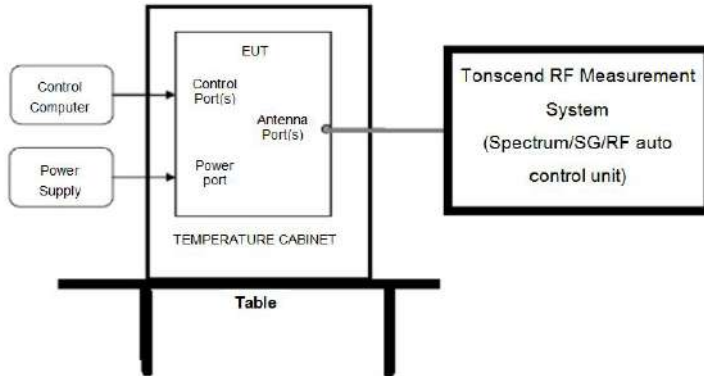 EUT
Control
Computer
Control
Port(s)
Antenna
Port(s)
Power
Supply
Power
port
TEMPERATURE CABINET
Table
Tonscend RF Measurement
System
(Spectrum/SG/RF auto
control unit)